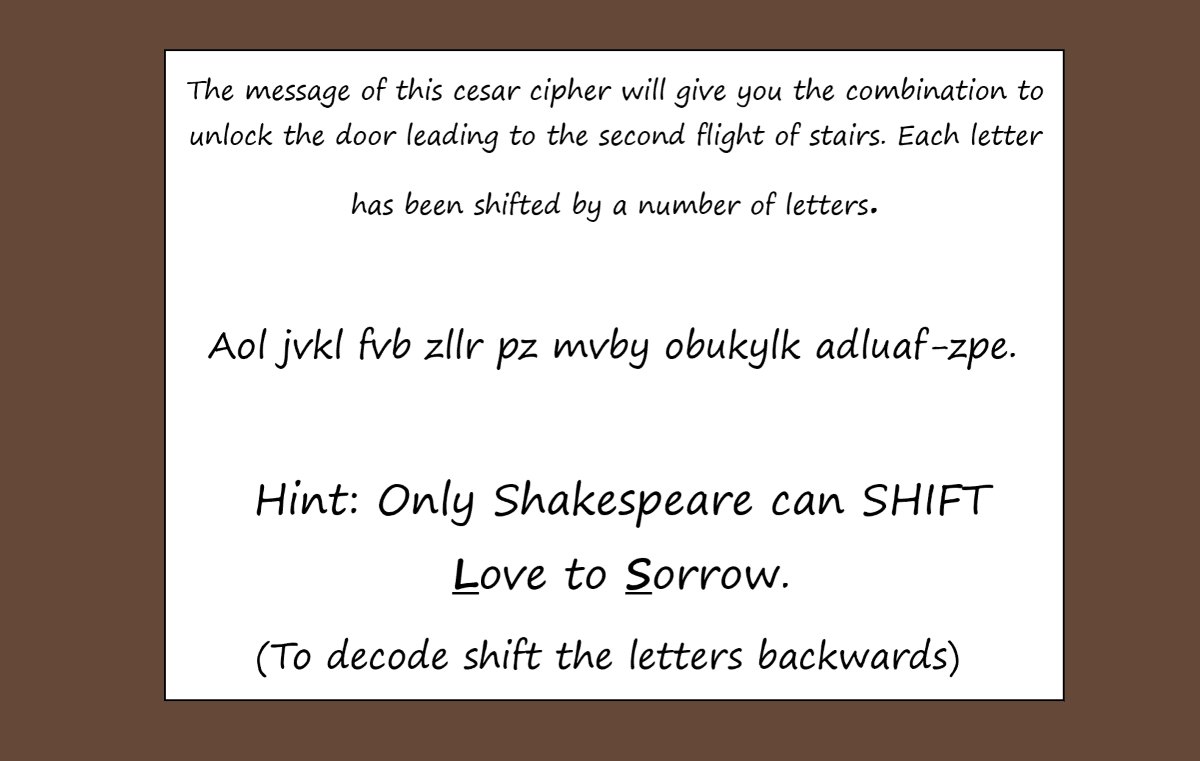 The message of this cesar cipher will give you the combination to
unlock the door leading to the second flight of stairs. Each letter
has been shifted by a number of letters.
Aol jvkl fvb zllr pz mvby obukylk adluaf-zpe.
Hint: Only Shakespeare can SHIFT
Love to Sorrow.
(To decode shift the letters backwards)